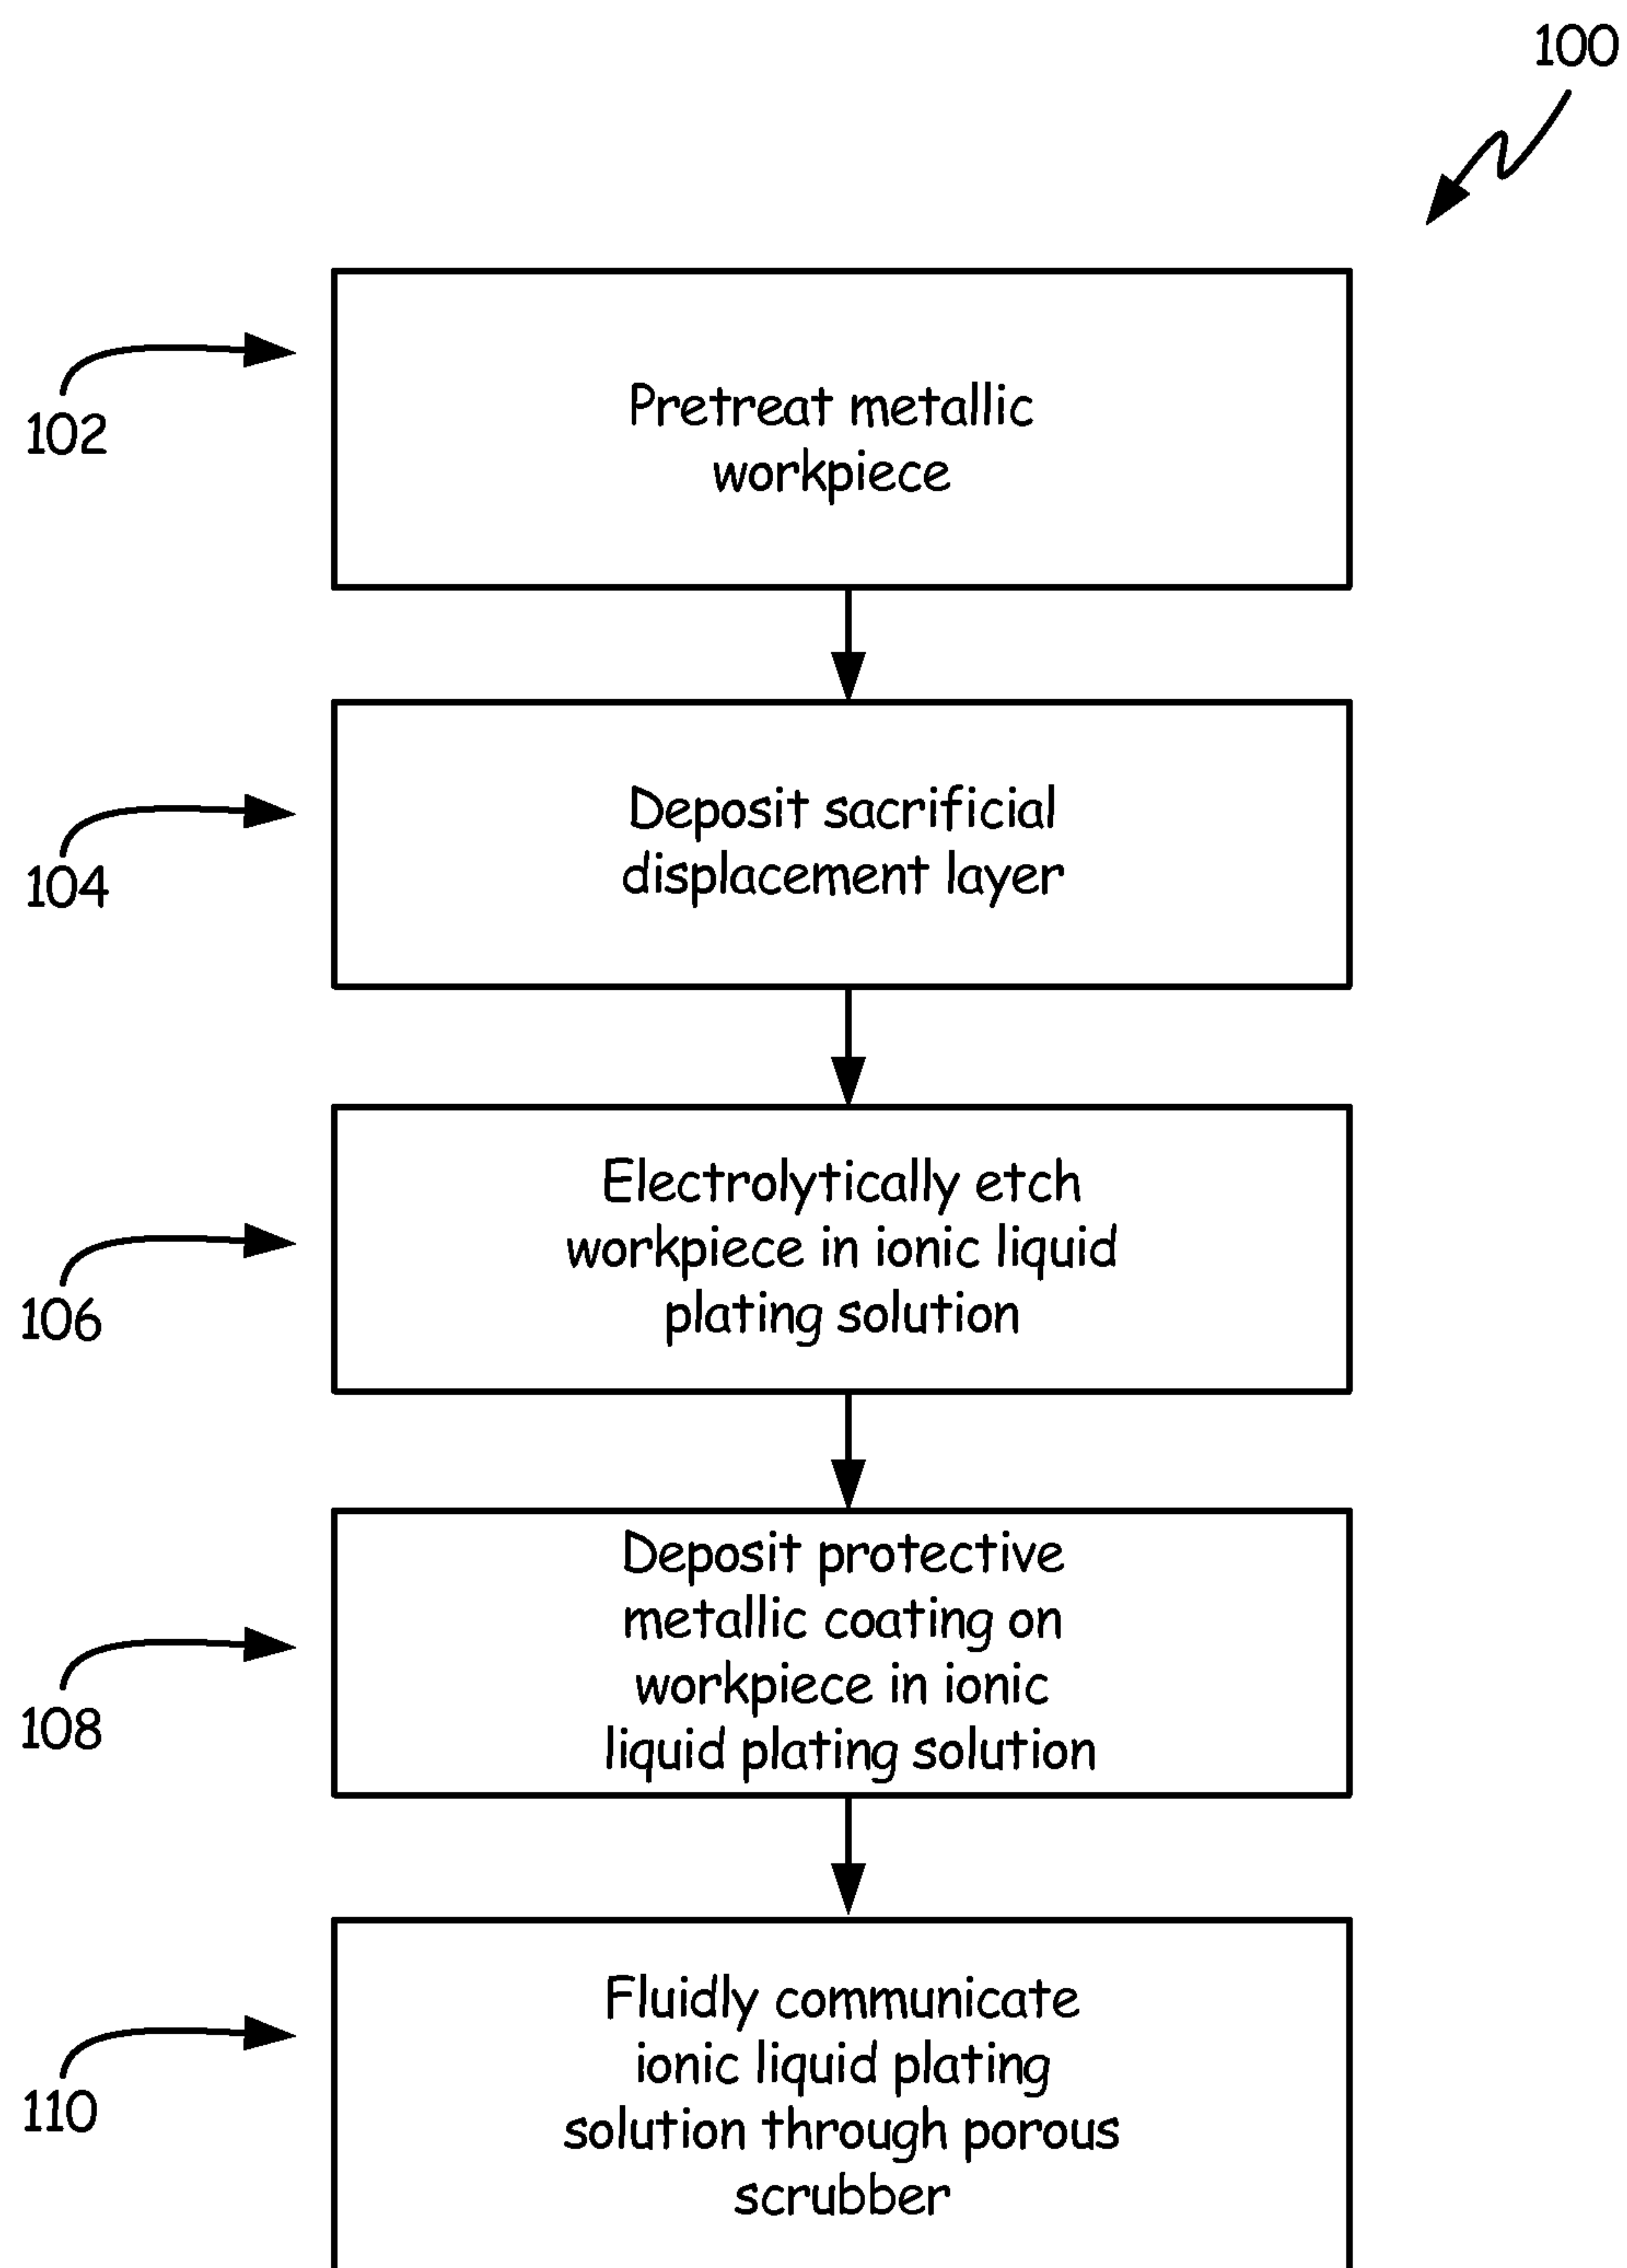 100
102
Pretreat metallic
workpiece
104
Deposit sacrificial
displacement layer
106
Electrolytically etch
workpiece in ionic liquid
plating solution
108
Deposit protective
metallic coating on
workpiece in ionic
liquid plating solution
110
Fluidly communicate
ionic liquid plating
solution through porous
scrubber